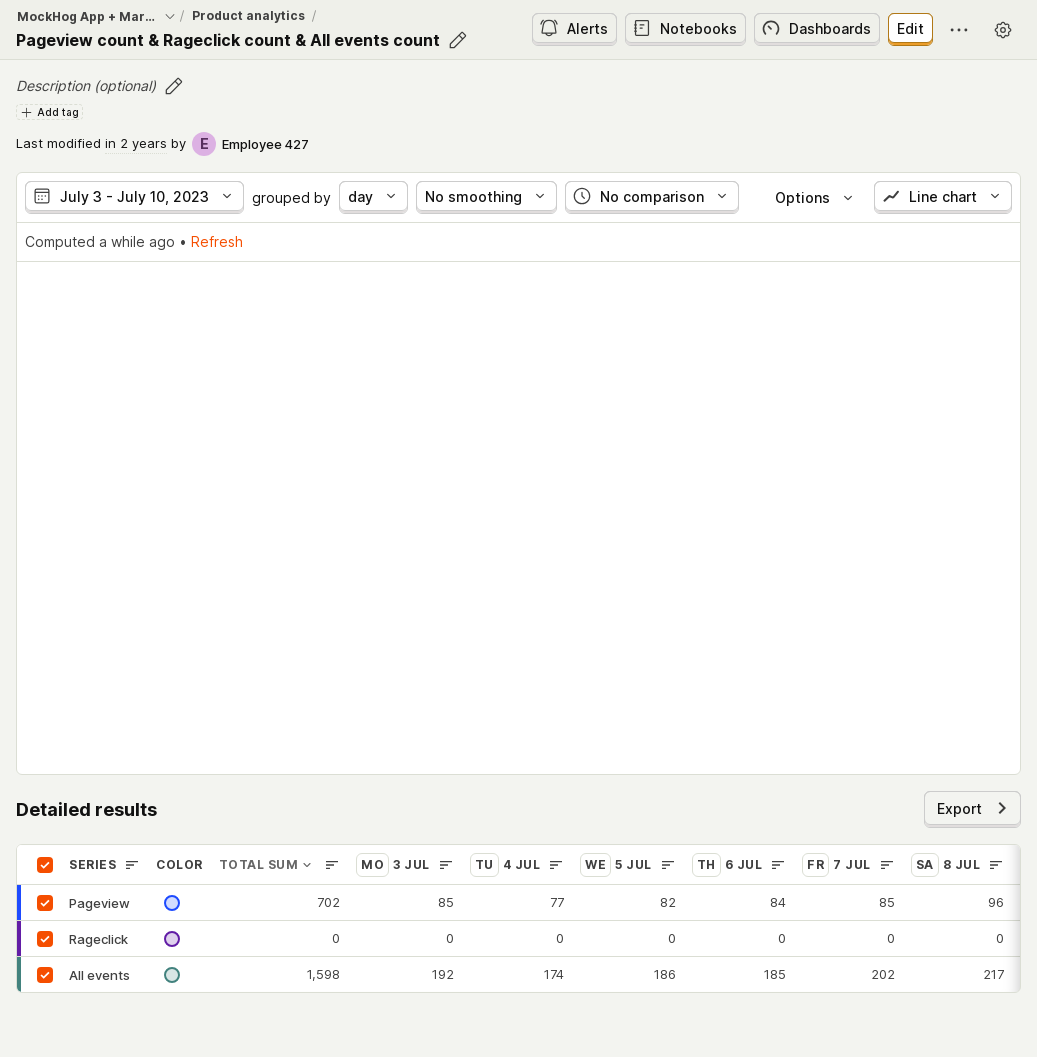 MockHog App + Mar... / Product analytics /
Pageview count & Rageclick count & All events count
Alerts Notebooks Dashboards Edit
Description (optional)
Add tag
Last modified in 2 years by E Employee 427
July 3 - July 10, 2023 grouped by day No smoothing No comparison Options Line chart
Computed a while ago • Refresh
Detailed results
Export
SERIES COLOR TOTAL SUM MO 3 JUL TU 4 JUL WE 5 JUL TH 6 JUL FR 7 JUL SA 8 JUL
Pageview 702 85 77 82 84 85 96
Rageclick 0 0 0 0 0 0 0
All events 1,598 192 174 186 185 202 217